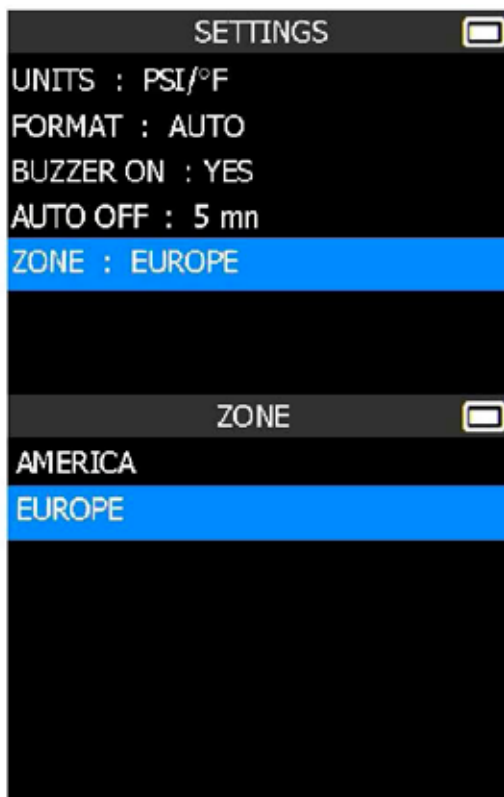 SETTINGS
UNITS : PSI/°F
FORMAT : AUTO
BUZZER ON : YES
AUTO OFF : 5 mn
ZONE : EUROPE
ZONE
AMERICA
EUROPE